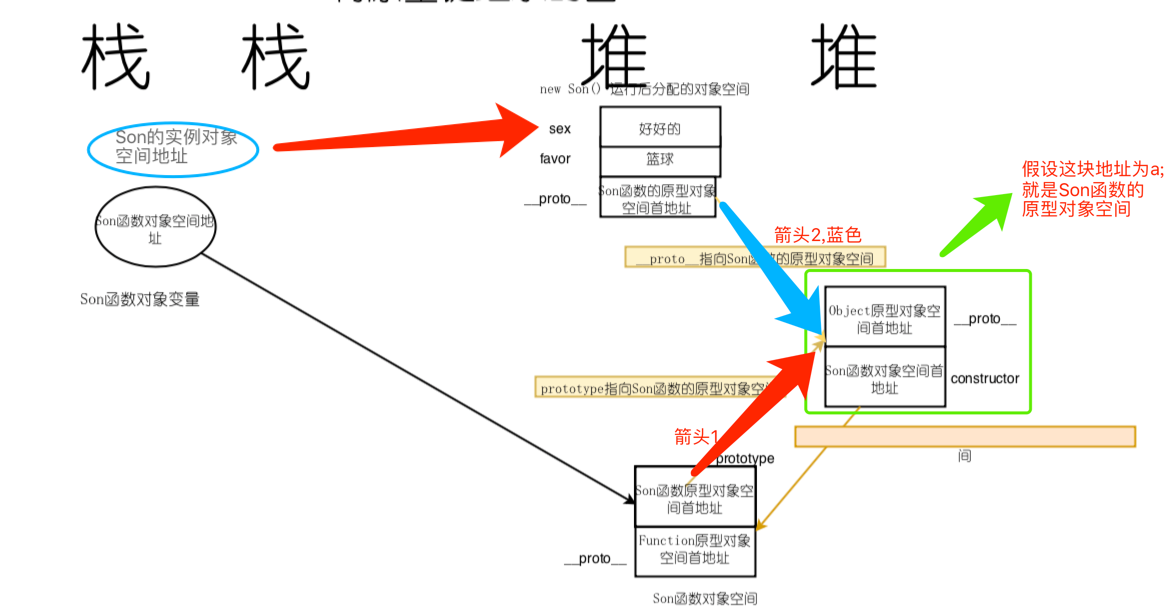 栈 栈 堆 堆
new Son() 运行后分配的对象空间
Son的实例对象
空间地址
sex
好好的
favor
篮球
__proto__
Son函数的原型对象
空间首地址
假设这块地址为a;
就是Son函数的
原型对象空间
Son函数对象空间地
址
箭头2,蓝色
__proto__指向Son函数的原型对象空间
Son函数对象变量
Object原型对象空
间首地址
__proto__
Son函数对象空间首
地址
constructor
prototype指向Son函数的原型对象空间
箭头1
间
prototype
Son函数原型对象空
间首地址
Function原型对象
空间首地址
__proto__
Son函数对象空间